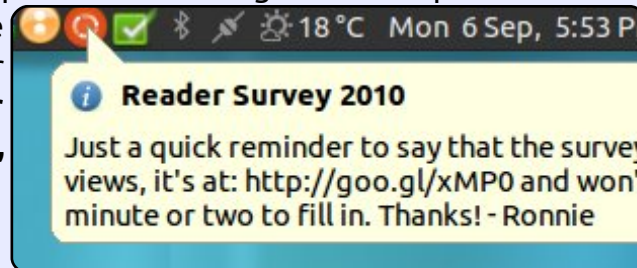 18 °C Mon 6 Sep, 5:53 P
Reader Survey 2010
Just a quick reminder to say that the survey
views, it's at: http://goo.gl/xMP0 and won'
minute or two to fill in. Thanks! - Ronnie